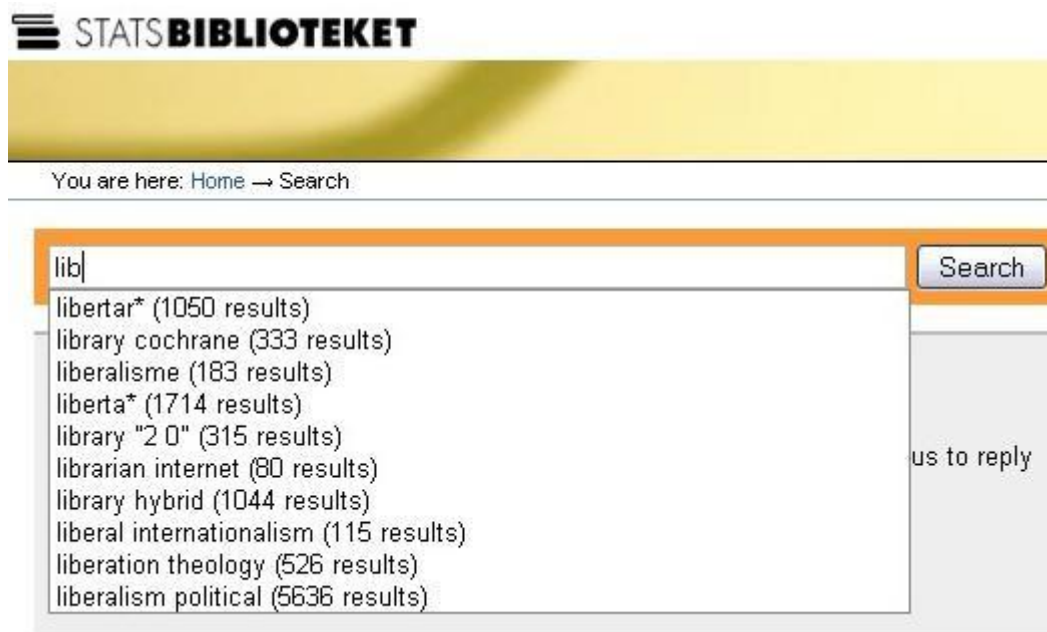 STATSBIBLIOTEKET
You are here: Home → Search
lib
Search
libertar* (1050 results)
library cochrane (333 results)
liberalisme (183 results)
liberta* (1714 results)
library "2 0" (315 results)
librarian internet (80 results)
us to reply
library hybrid (1044 results)
liberal internationalism (115 results)
liberation theology (526 results)
liberalism political (5636 results)